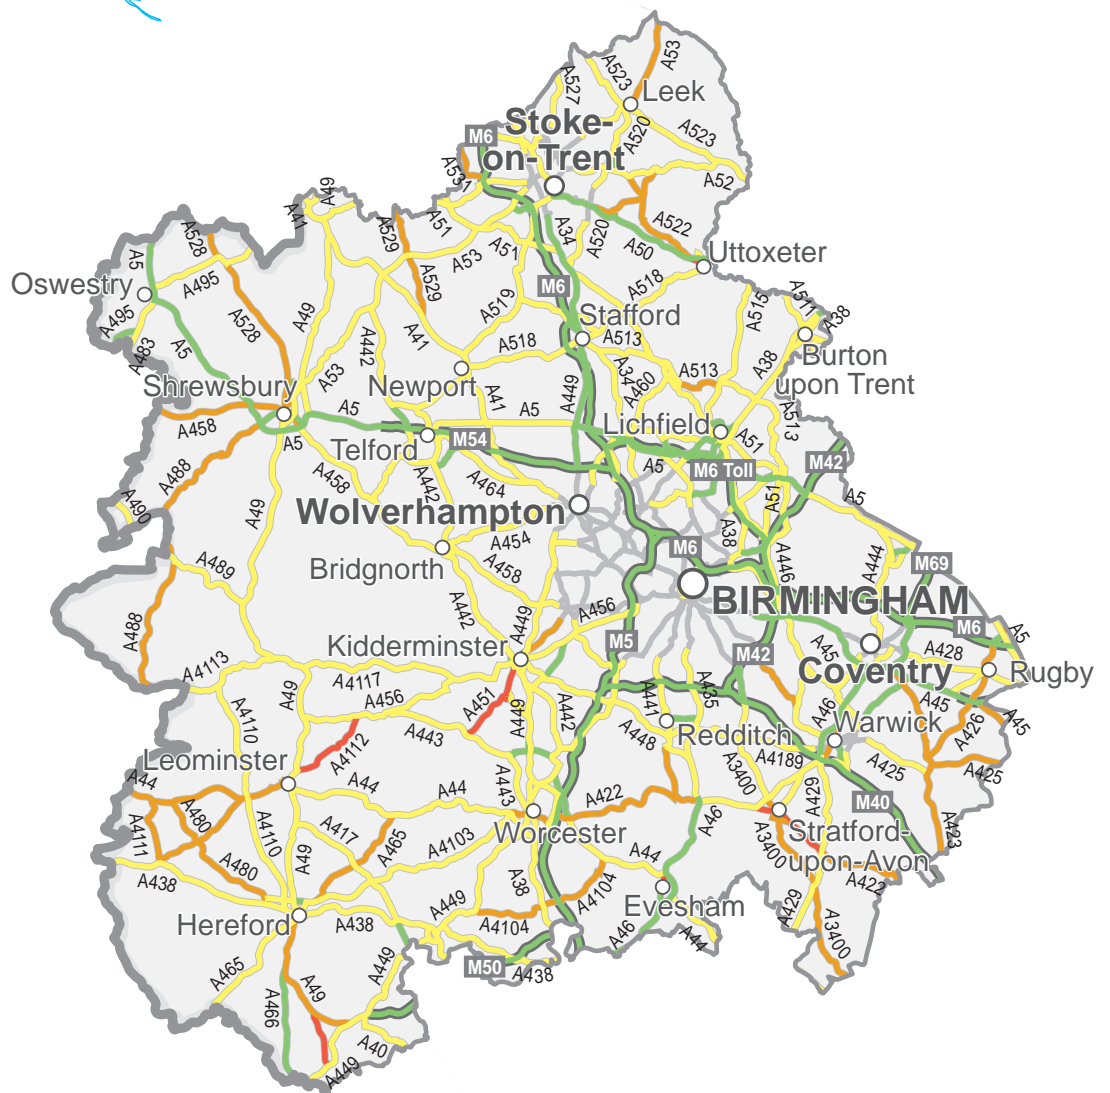 A53
A523
A527
Leek
Stoke-
on-Trent
M6
A520
A523
A531
A52
A49
A41
A51
A529
A34
A520
A522
A528
A51
A53
A50
Uttoxeter
A5
A495
Oswestry
A529
M6
A518
A511
A38
A515
A495
A483
A5
A528
A49
A519
Stafford
A41
A518
A513
A38
Burton
upon Trent
A442
A53
A34
A460
A513
Shrewsbury
Newport
A449
A41
A5
A5
A513
Lichfield
A51
A458
A5
Telford
M54
M42
A488
A458
A442
A464
A5
M6 Toll
A51
A5
A490
A49
Wolverhampton
A38
A454
M6
A446
A444
M69
Bridgnorth
A458
A489
BIRMINGHAM
A442
A449
A456
M6
A5
A488
Kidderminster
M5
M42
A45
Coventry
A428
Rugby
A4113
A49
A4117
A456
A451
A449
A442
A441
A435
A46
A45
A426
A45
A4110
A443
A448
Redditch
Warwick
Leominster
A4112
A3400
A4189
A425
A425
A44
A44
A44
A443
A422
A429
M40
A4111
A480
A417
A465
A4103
Worcester
A46
Stratford-
upon-Avon
A423
A4110
A49
A3400
A438
A480
A44
A422
A38
A4104
Evesham
A429
A449
Hereford
A438
A4104
A46
A44
A3400
A465
A449
M50
A438
A466
A49
A40
A449